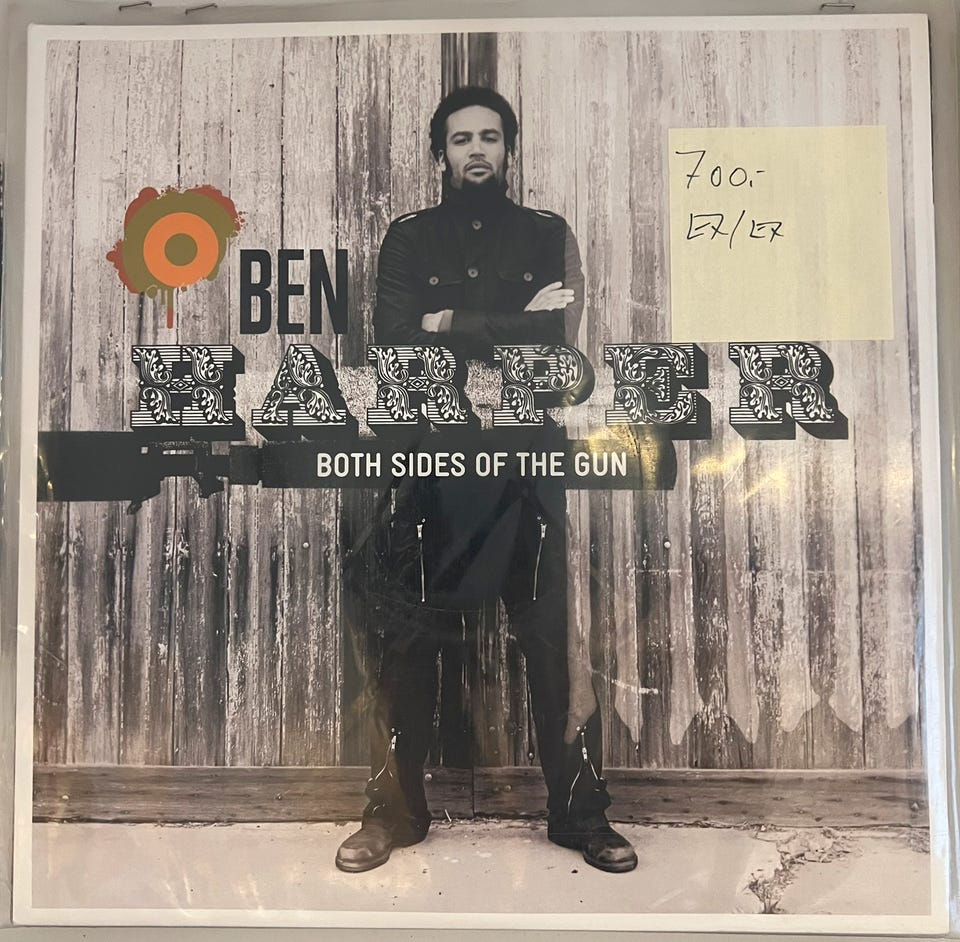 700.-
EX/EX
BEN
HARPER
BOTH SIDES OF THE GUN